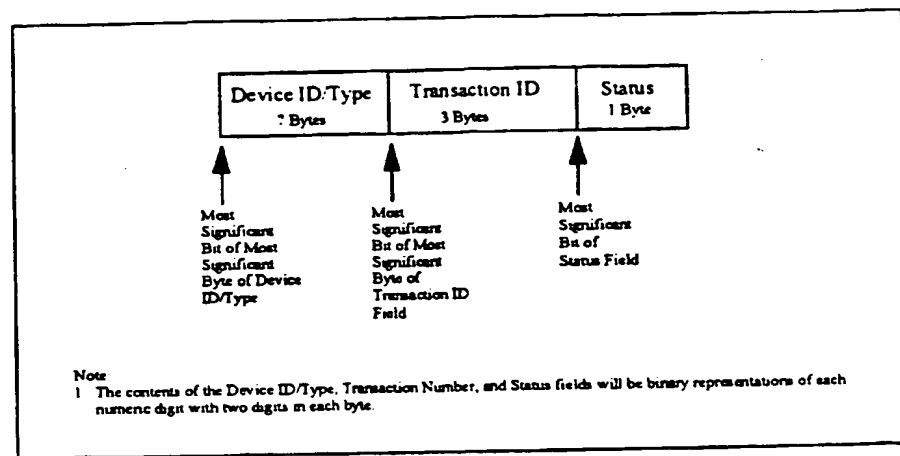 Device ID/Type
? Bytes
Transaction ID
3 Bytes
Status
1 Byte
Most
Significant
Bit of Most
Significant
Byte of Device
ID/Type
Most
Significant
Bit of Most
Significant
Byte of
Transaction ID
Field
Most
Significant
Bit of
Status Field
Note
1 The contents of the Device ID/Type, Transaction Number, and Status fields will be binary representations of each
numeric digit with two digits in each byte.